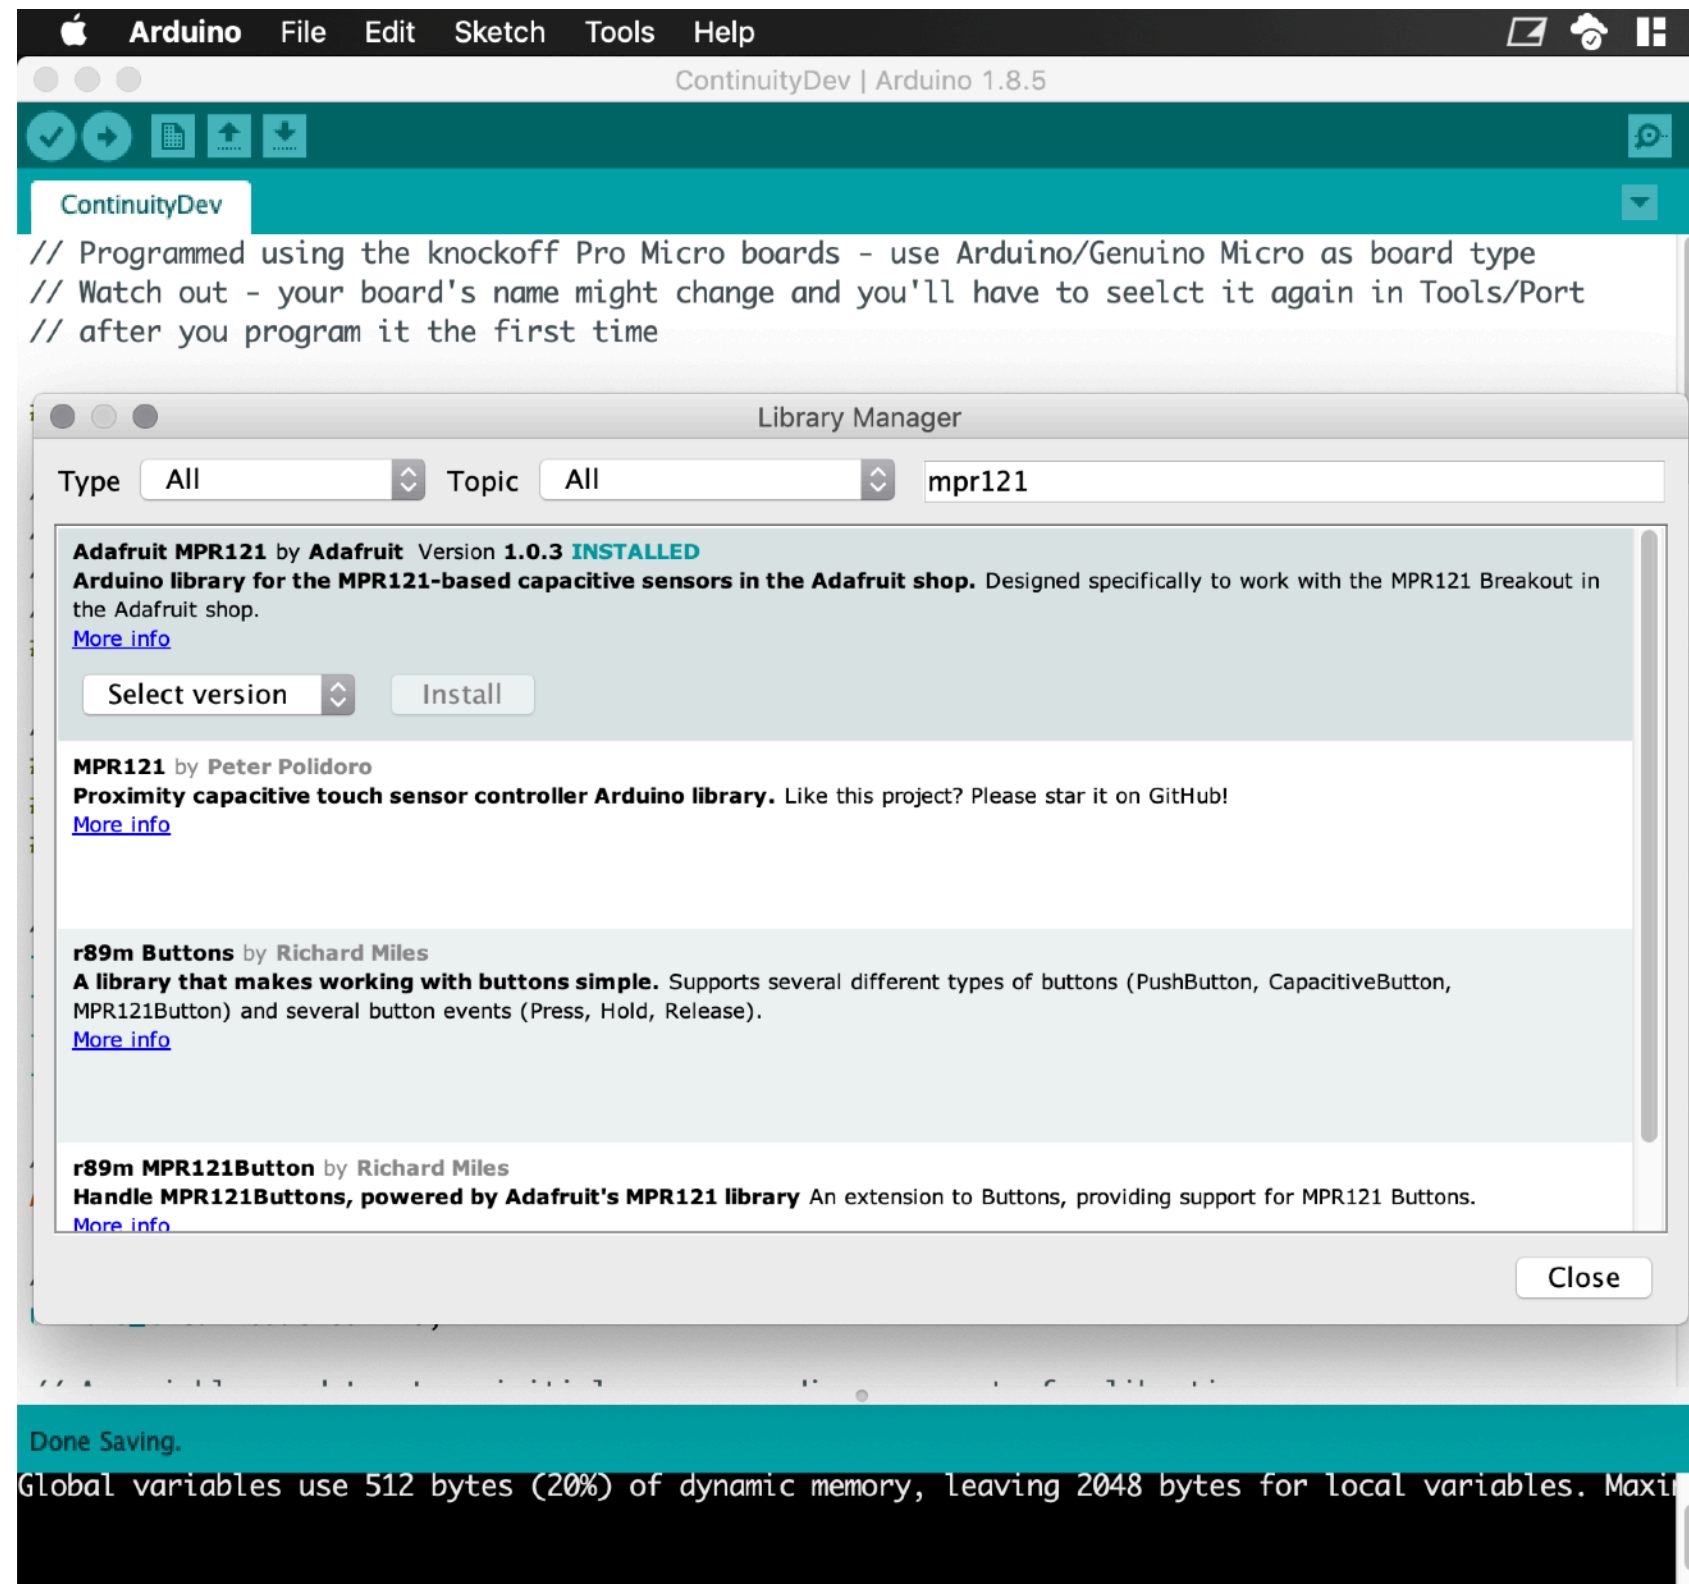 Arduino File Edit Sketch Tools Help
ContinuityDev | Arduino 1.8.5
ContinuityDev
// Programmed using the knockoff Pro Micro boards - use Arduino/Genuino Micro as board type
// Watch out - your board's name might change and you'll have to seelct it again in Tools/Port
// after you program it the first time
Library Manager
Type All Topic All mpr121
Adafruit MPR121 by Adafruit Version 1.0.3 INSTALLED
Arduino library for the MPR121-based capacitive sensors in the Adafruit shop. Designed specifically to work with the MPR121 Breakout in
the Adafruit shop.
More info
Select version Install
MPR121 by Peter Polidoro
Proximity capacitive touch sensor controller Arduino library. Like this project? Please star it on GitHub!
More info
r89m Buttons by Richard Miles
A library that makes working with buttons simple. Supports several different types of buttons (PushButton, CapacitiveButton,
MPR121Button) and several button events (Press, Hold, Release).
More info
r89m MPR121Button by Richard Miles
Handle MPR121Buttons, powered by Adafruit's MPR121 library An extension to Buttons, providing support for MPR121 Buttons.
More info
Close
Done Saving.
Global variables use 512 bytes (20%) of dynamic memory, leaving 2048 bytes for local variables.